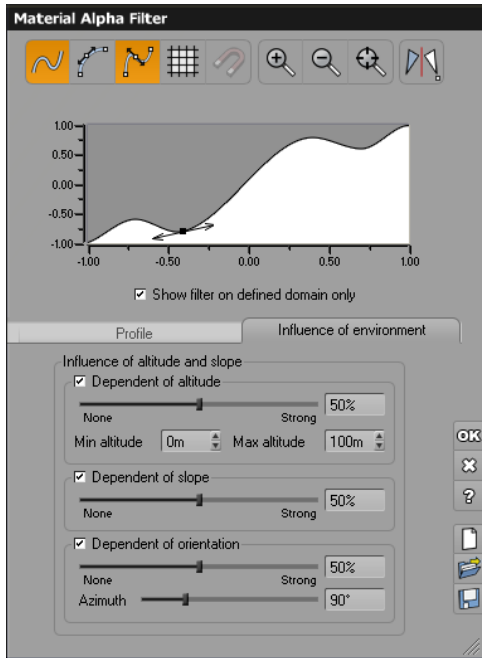 Material Alpha Filter
1.00
0.50
0.00
-0.50
-1.00
-1.00 -0.50 0.00 0.50 1.00
Show filter on defined domain only
Profile Influence of environment
Influence of altitude and slope
Dependent of altitude
50%
None Strong
Min altitude 0m Max altitude 100m
OK
Dependent of slope
50%
None Strong
?
Dependent of orientation
50%
None Strong
Azimuth 90°